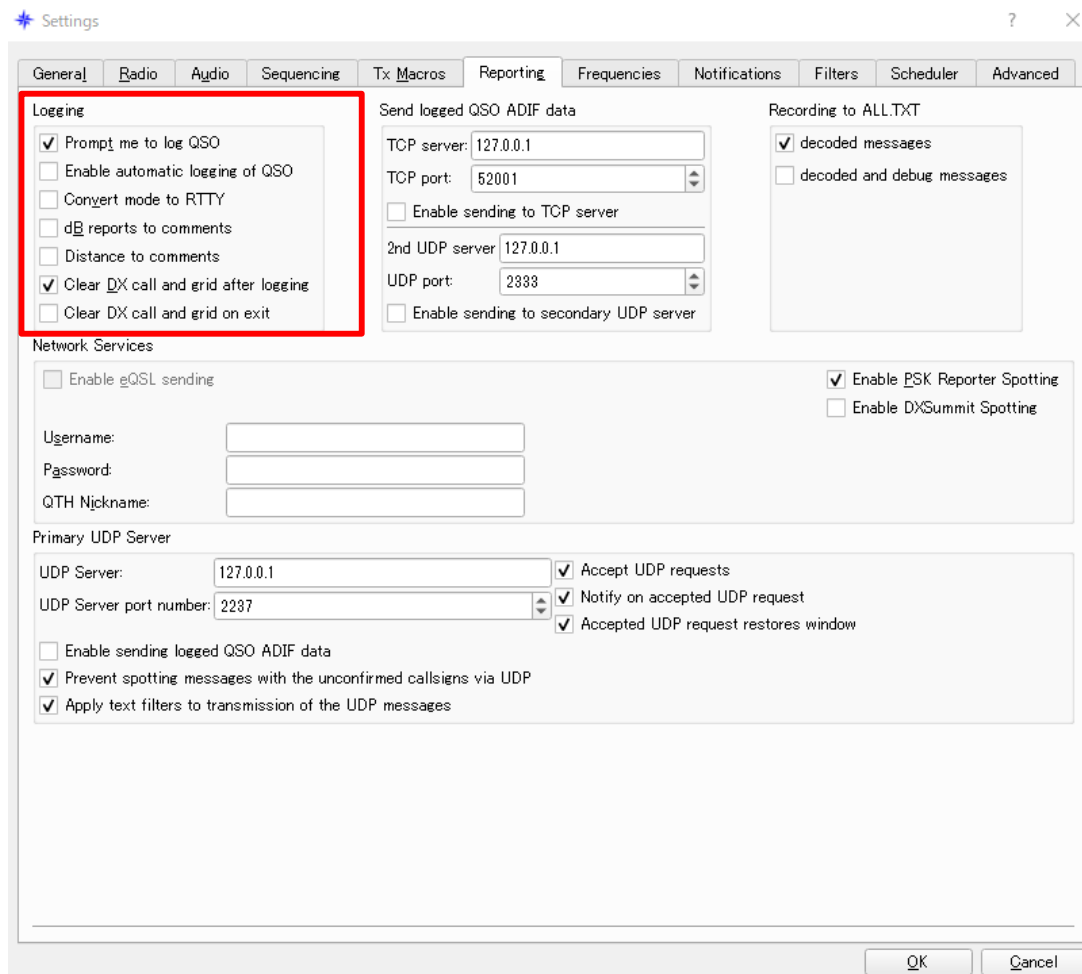 Settings
General Radio Audio Sequencing Tx Macros Reporting Frequencies Notifications Filters Scheduler Advanced
Logging
Prompt me to log QSO
Enable automatic logging of QSO
Convert mode to RTTY
dB reports to comments
Distance to comments
Clear DX call and grid after logging
Clear DX call and grid on exit
Send logged QSO ADIF data
TCP server: 127.0.0.1
TCP port: 52001
Enable sending to TCP server
2nd UDP server 127.0.0.1
UDP port: 2333
Enable sending to secondary UDP server
Recording to ALL.TXT
decoded messages
decoded and debug messages
Network Services
Enable eQSL sending
Username:
Password:
QTH Nickname:
Enable PSK Reporter Spotting
Enable DXSummit Spotting
Primary UDP Server
UDP Server: 127.0.0.1
UDP Server port number: 2237
Accept UDP requests
Notify on accepted UDP request
Accepted UDP request restores window
Enable sending logged QSO ADIF data
Prevent spotting messages with the unconfirmed callsigns via UDP
Apply text filters to transmission of the UDP messages
OK Cancel